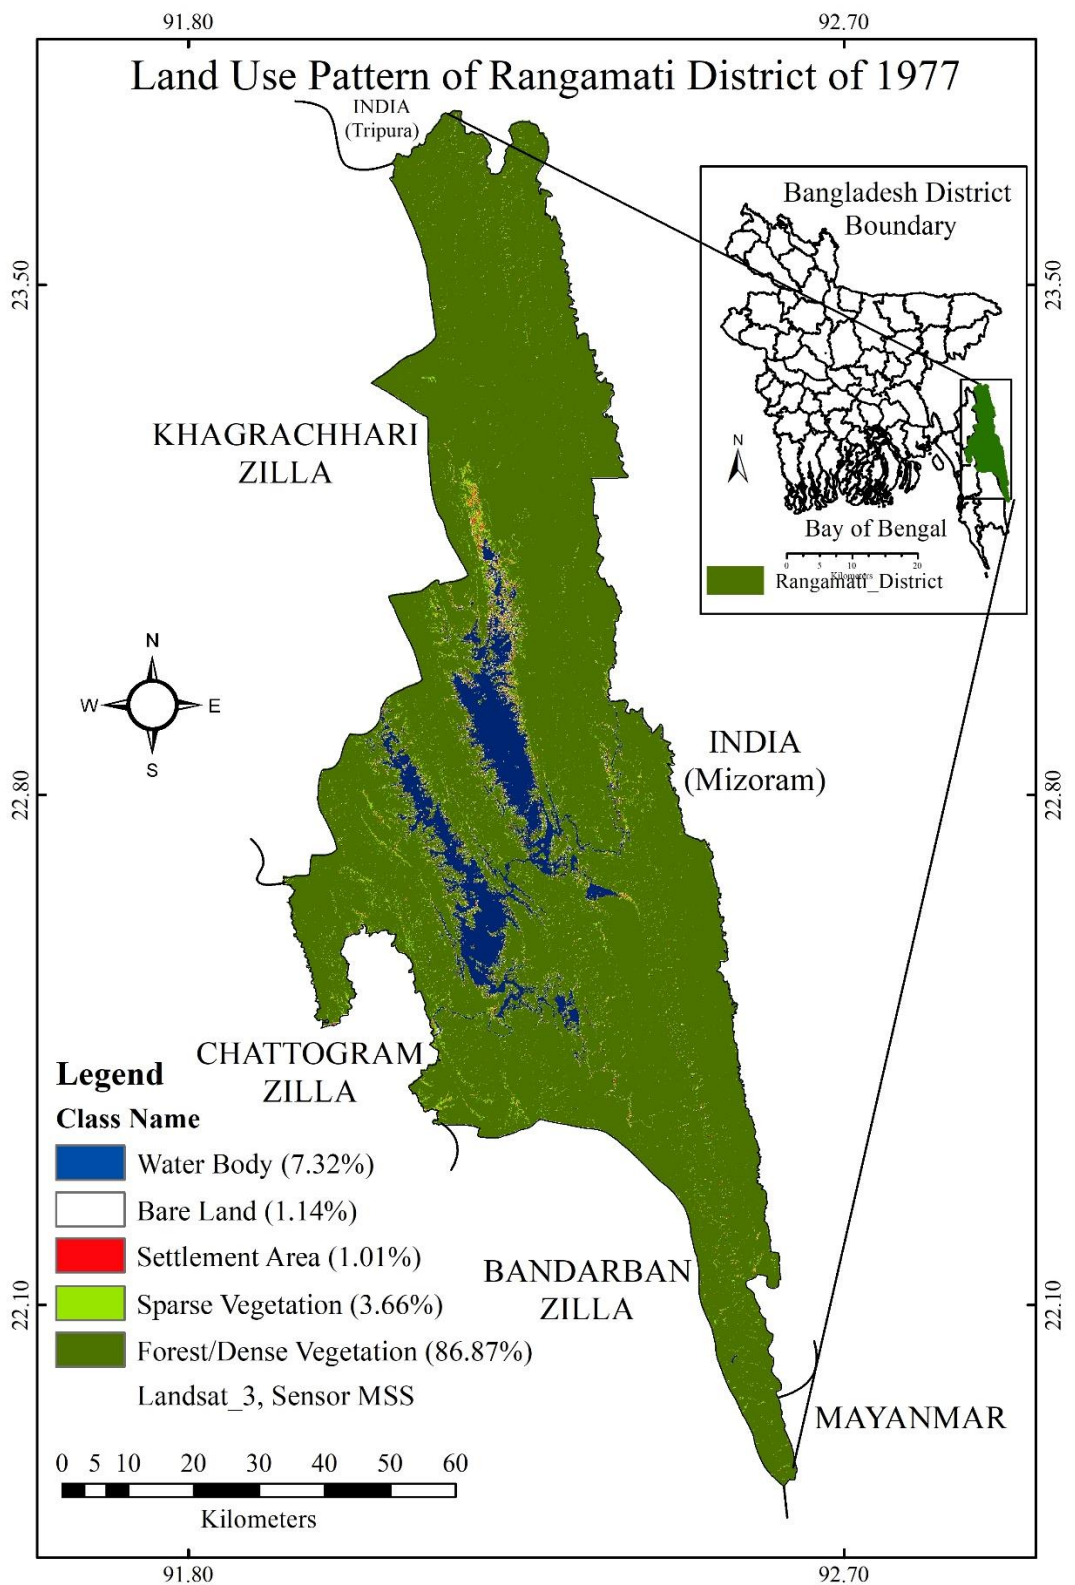 91.80
92.70
Land Use Pattern of Rangamati District of 1977
INDIA
(Tripura)
Bangladesh District
Boundary
23.50
23.50
KHAGRACHHARI
ZILLA
N
Bay of Bengal
0 5 10 20
Kilometers
Rangamati_District
N
W E
S
INDIA
(Mizoram)
22.80
22.80
CHATTOGRAM
ZILLA
Legend
Class Name
Water Body (7.32%)
Bare Land (1.14%)
Settlement Area (1.01%)
Sparse Vegetation (3.66%)
Forest/Dense Vegetation (86.87%)
Landsat_3, Sensor MSS
BANDARBAN
ZILLA
22.10
22.10
MAYANMAR
0 5 10 20 30 40 50 60
Kilometers
91.80
92.70